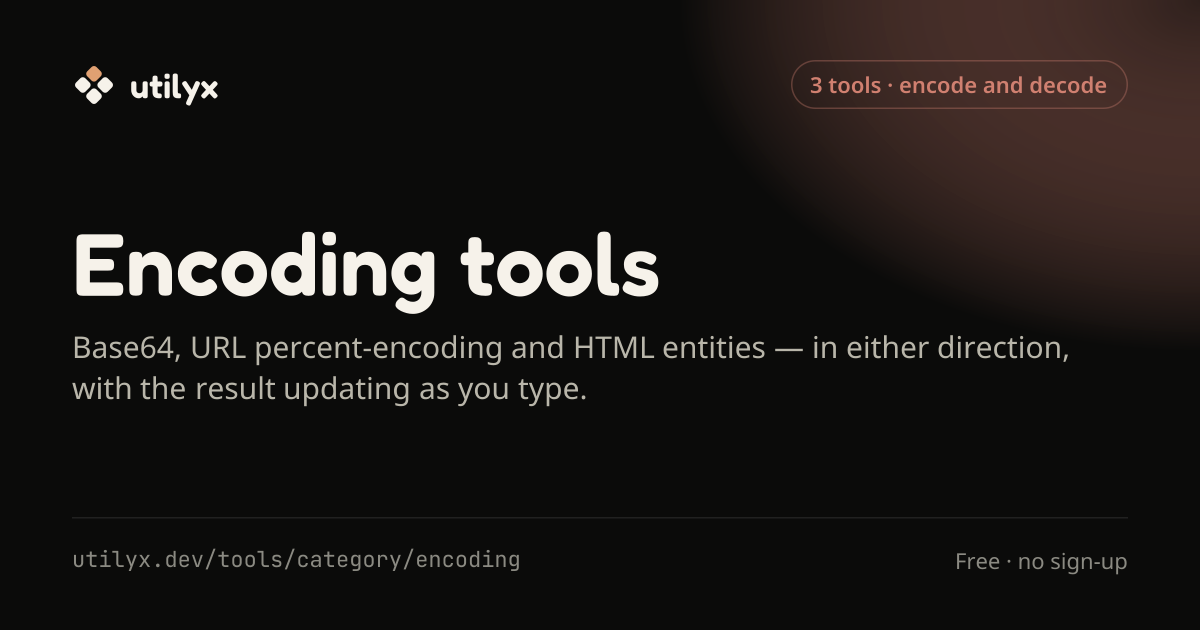 utilyx
3 tools · encode and decode
Encoding tools
Base64, URL percent-encoding and HTML entities — in either direction,
with the result updating as you type.
utilyx.dev/tools/category/encoding
Free · no sign-up